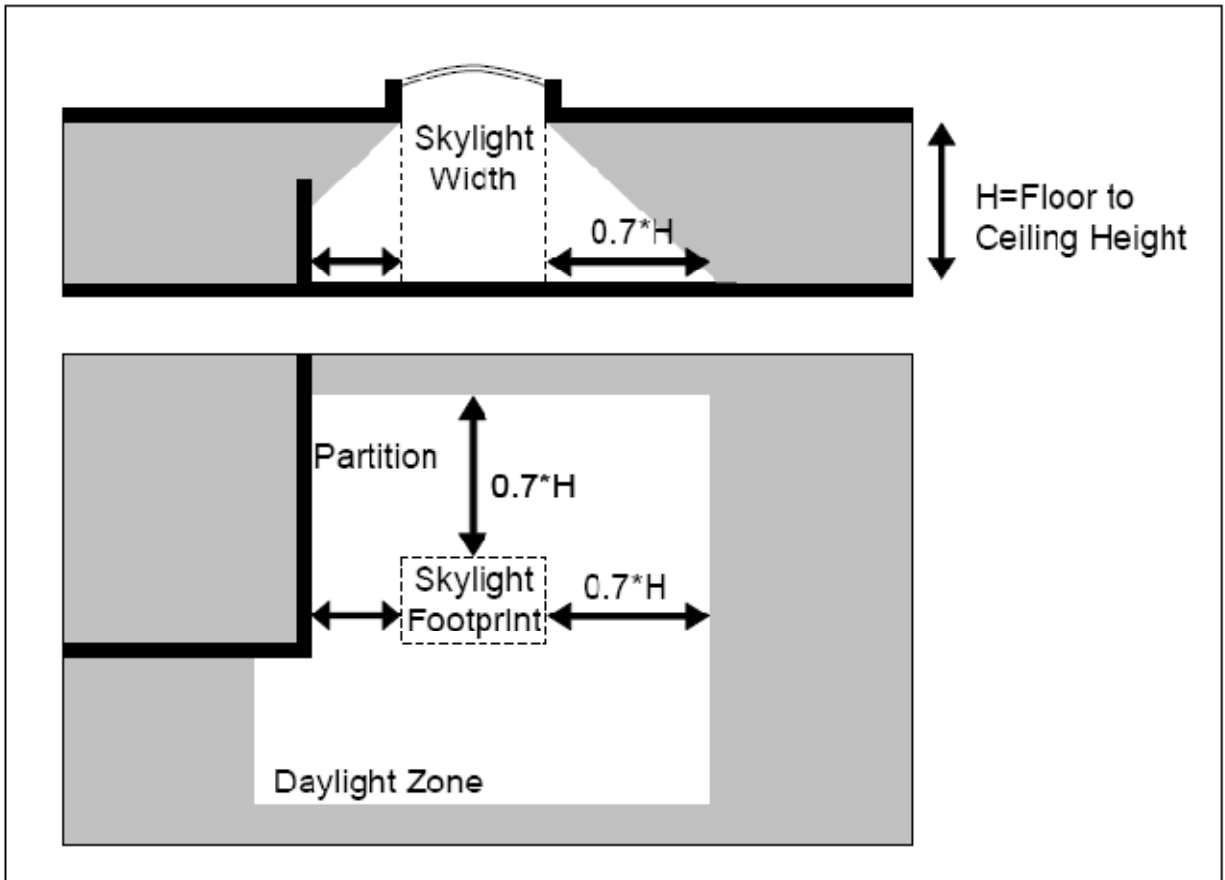 Skylight
Width
0.7*H
H=Floor to
Ceiling Height
Partition
0.7*H
Skylight
Footprint
0.7*H
Daylight Zone